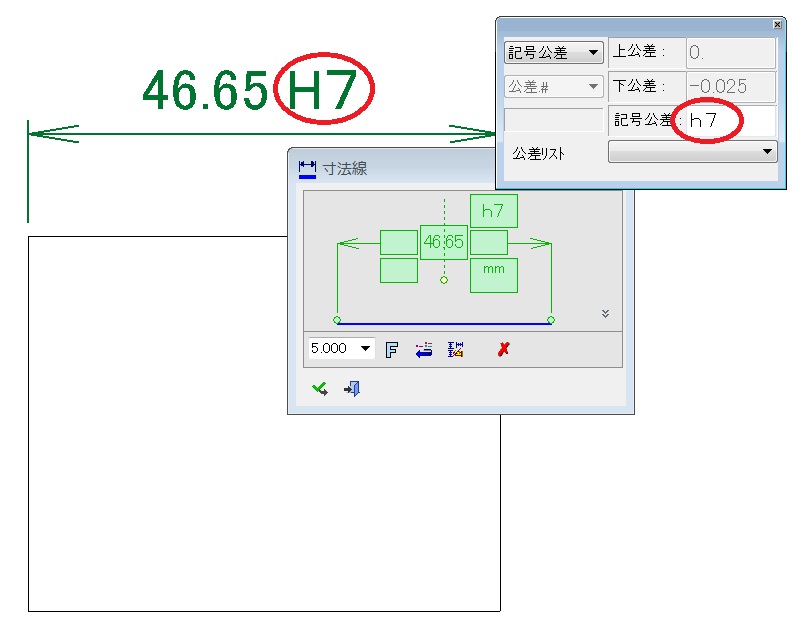 46.65 H7
記号公差
上公差 :
0.
公差.#
下公差 :
-0.025
記号公差 :
h7
公差リスト
寸法線
h7
46.65
mm
5.000
F